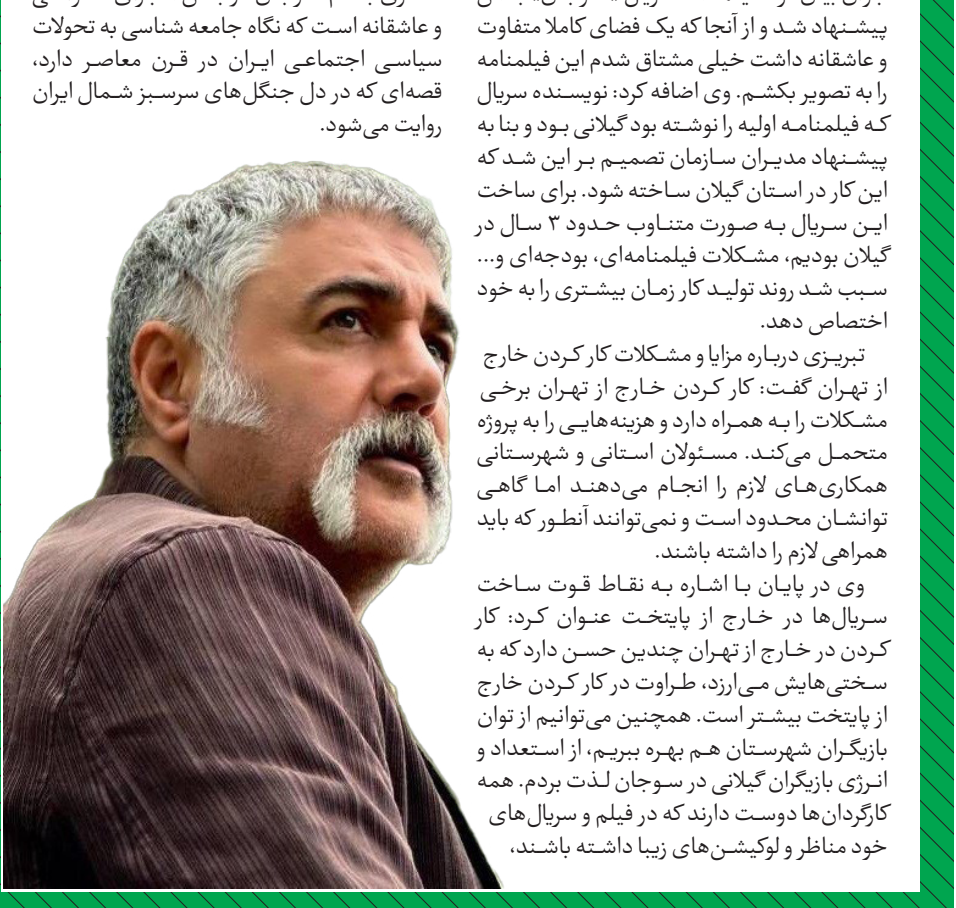 پیشنهاد شد و از آنجا که یک فضای کاملا متفاوت
و عاشقانه داشت خیلی مشتاق شدم این فیلمنامه
را به تصویر بکشم. وی اضافه کرد: نویسنده سریال
که فیلمنامه اولیه را نوشته بود گیلانی بود و بنا به
پیشنهاد مدیران سازمان تصمیم بر این شد که
این کار در استان گیلان ساخته شود. برای ساخت
این سریال به صورت متناوب حدود ۳ سال در
گیلان بودیم، مشکلات فیلمنامه‌ای، بودجه‌ای و...
سبب شد روند تولید کار زمان بیشتری را به خود
اختصاص دهد.
تبریزی درباره مزایا و مشکلات کار کردن خارج
از تهران گفت: کار کردن خارج از تهران برخی
مشکلات را به همراه دارد و هزینه‌هایی را به پروژه
متحمل می‌کند. مسئولان استانی و شهرستانی
همکاری‌های لازم را انجام می‌دهند اما گاهی
توانشان محدود است و نمی‌توانند آنطور که باید
همراهی لازم را داشته باشند.
وی در پایان با اشاره به نقاط قوت ساخت
سریال‌ها در خارج از پایتخت عنوان کرد: کار
کردن در خارج از تهران چندین حسن دارد که به
سختی‌هایش می‌ارزد، طراوت در کار کردن خارج
از پایتخت بیشتر است. همچنین می‌توانیم از توان
بازیگران شهرستان هم بهره ببریم، از استعداد و
انرژی بازیگران گیلانی در سوجان لذت بردم. همه
کارگردان‌ها دوست دارند که در فیلم و سریال‌های
خود مناظر و لوکیشن‌های زیبا داشته باشند،
و عاشقانه است که نگاه جامعه شناسی به تحولات
سیاسی اجتماعی ایران در قرن معاصر دارد،
قصه‌ای که در دل جنگل‌های سرسبز شمال ایران
روایت می‌شود.